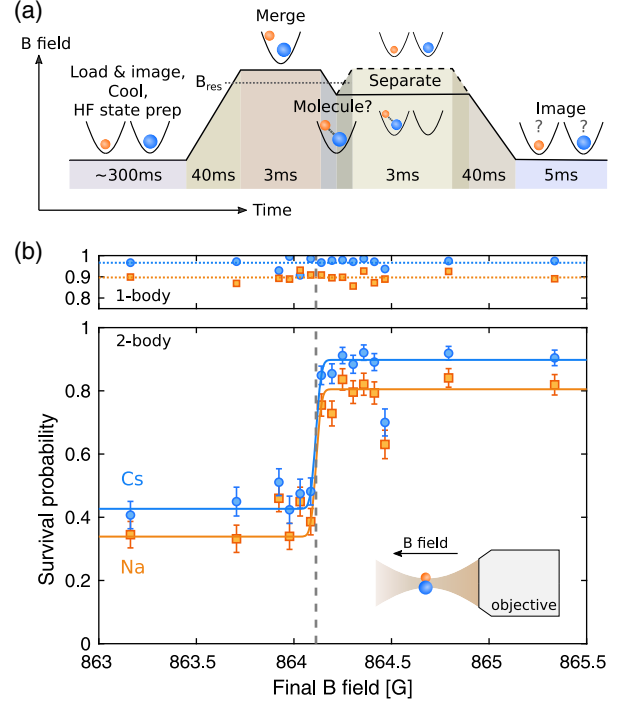 (a)
B field
Merge
Load & image,
Cool,
HF state prep
B_res
Separate
Molecule?
Image
? ?
~300ms 40ms 3ms 3ms 40ms 5ms
Time
(b)
1
0.9
0.8
1-body
1
0.8
0.6
0.4
0.2
0
2-body
Survival probability
Cs
Na
B field
objective
863 863.5 864 864.5 865 865.5
Final B field [G]